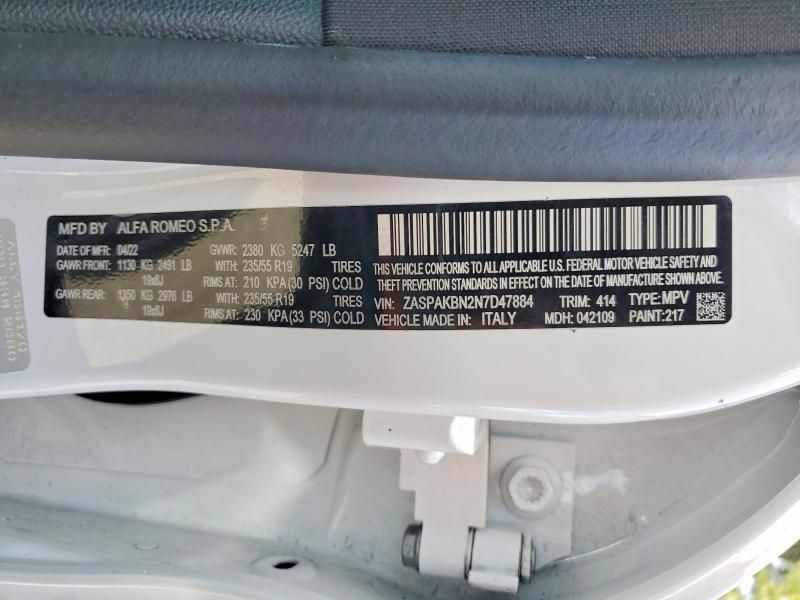 MFD BY ALFA ROMEO S.P.A.
DATE OF MFR: 04/22 GVWR: 2380 KG 5247 LB
GAWR FRONT: 1130 KG 2491 LB WITH: 235/55 R19 TIRES
19x8J RIMS AT: 210 KPA(30 PSI) COLD
GAWR REAR: 1350 KG 2976 LB WITH: 235/55 R19 TIRES
19x8J RIMS AT: 230 KPA(33 PSI) COLD
THIS VEHICLE CONFORMS TO ALL APPLICABLE U.S. FEDERAL MOTOR VEHICLE
SAFETY, BUMPER, AND THEFT PREVENTION STANDARDS IN
EFFECT ON THE DATE OF MANUFACTURE SHOWN ABOVE.
VIN: ZASPAKBN2N7D47884 TRIM: 414 TYPE: MPV
VEHICLE MADE IN: ITALY MDH: 042109 PAINT: 217